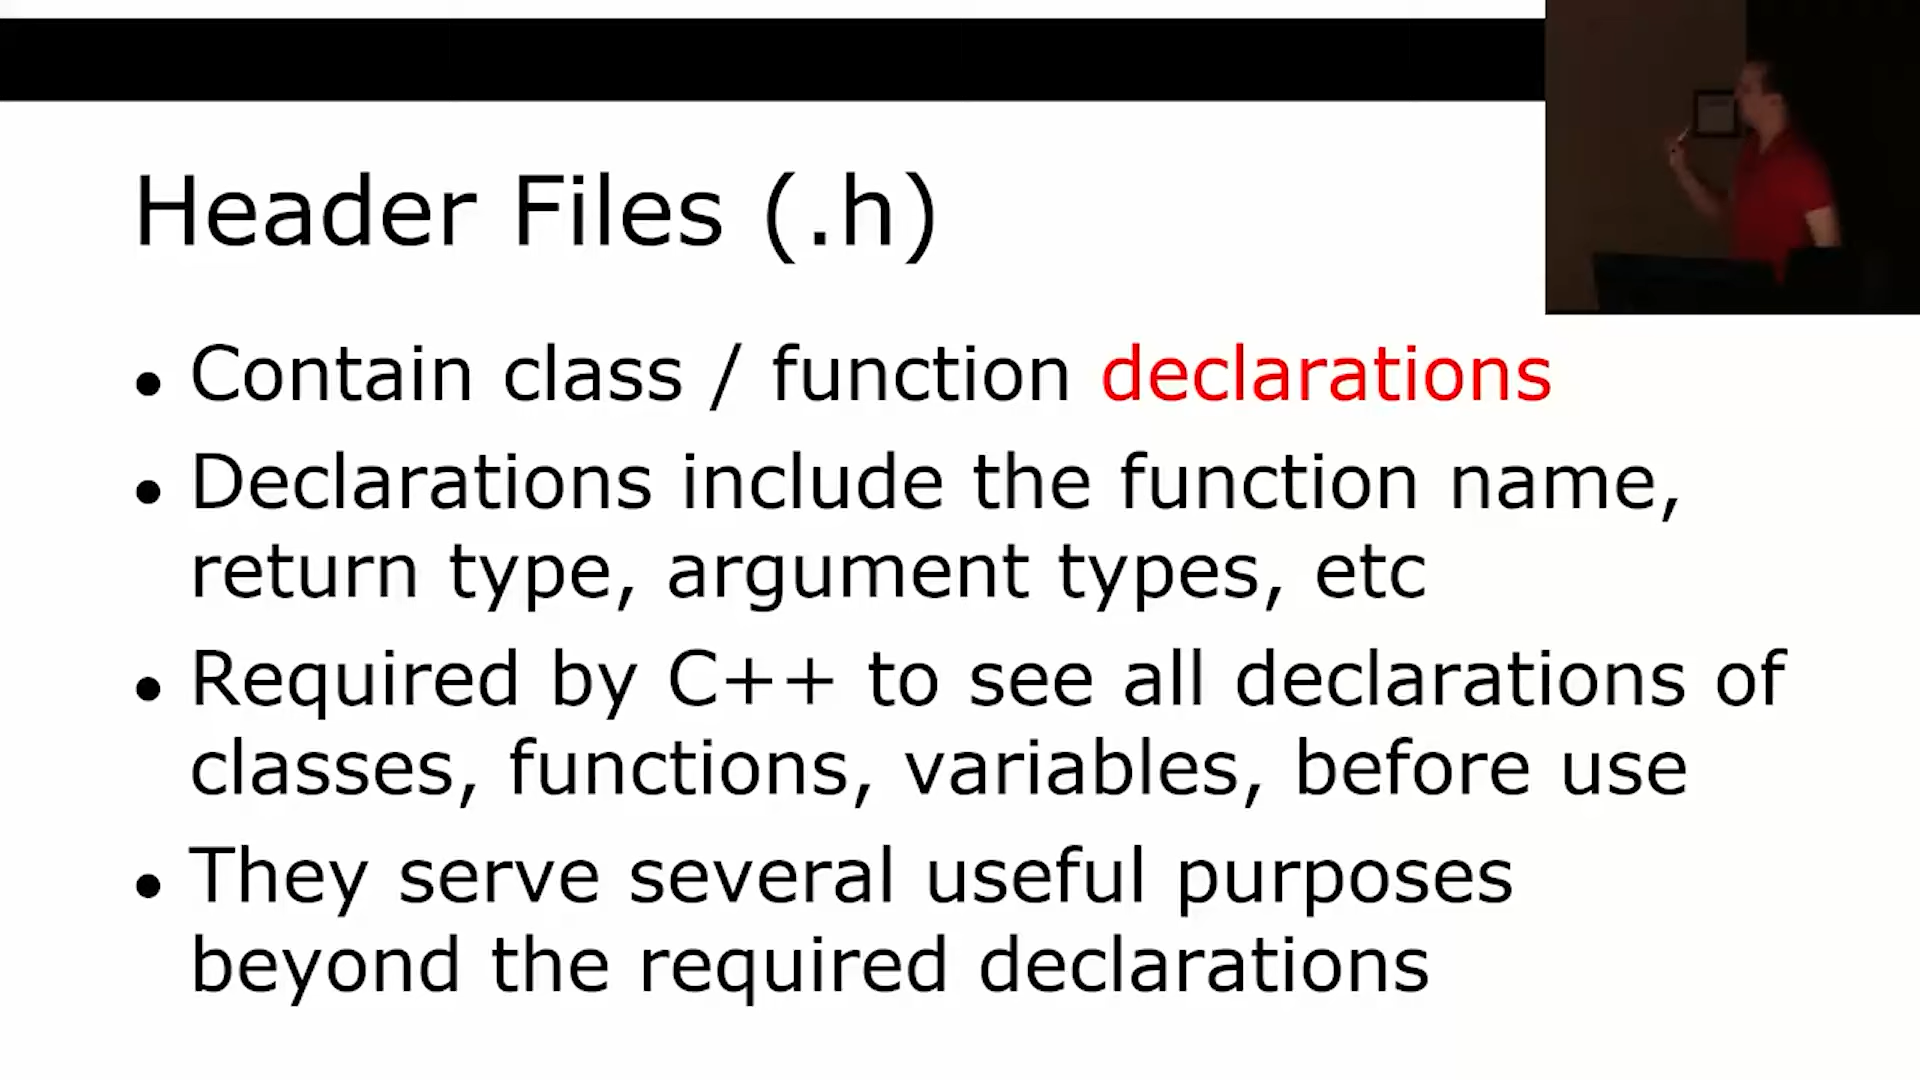 Header Files (.h)
• Contain class / function declarations
• Declarations include the function name,
return type, argument types, etc
• Required by C++ to see all declarations of
classes, functions, variables, before use
• They serve several useful purposes
beyond the required declarations